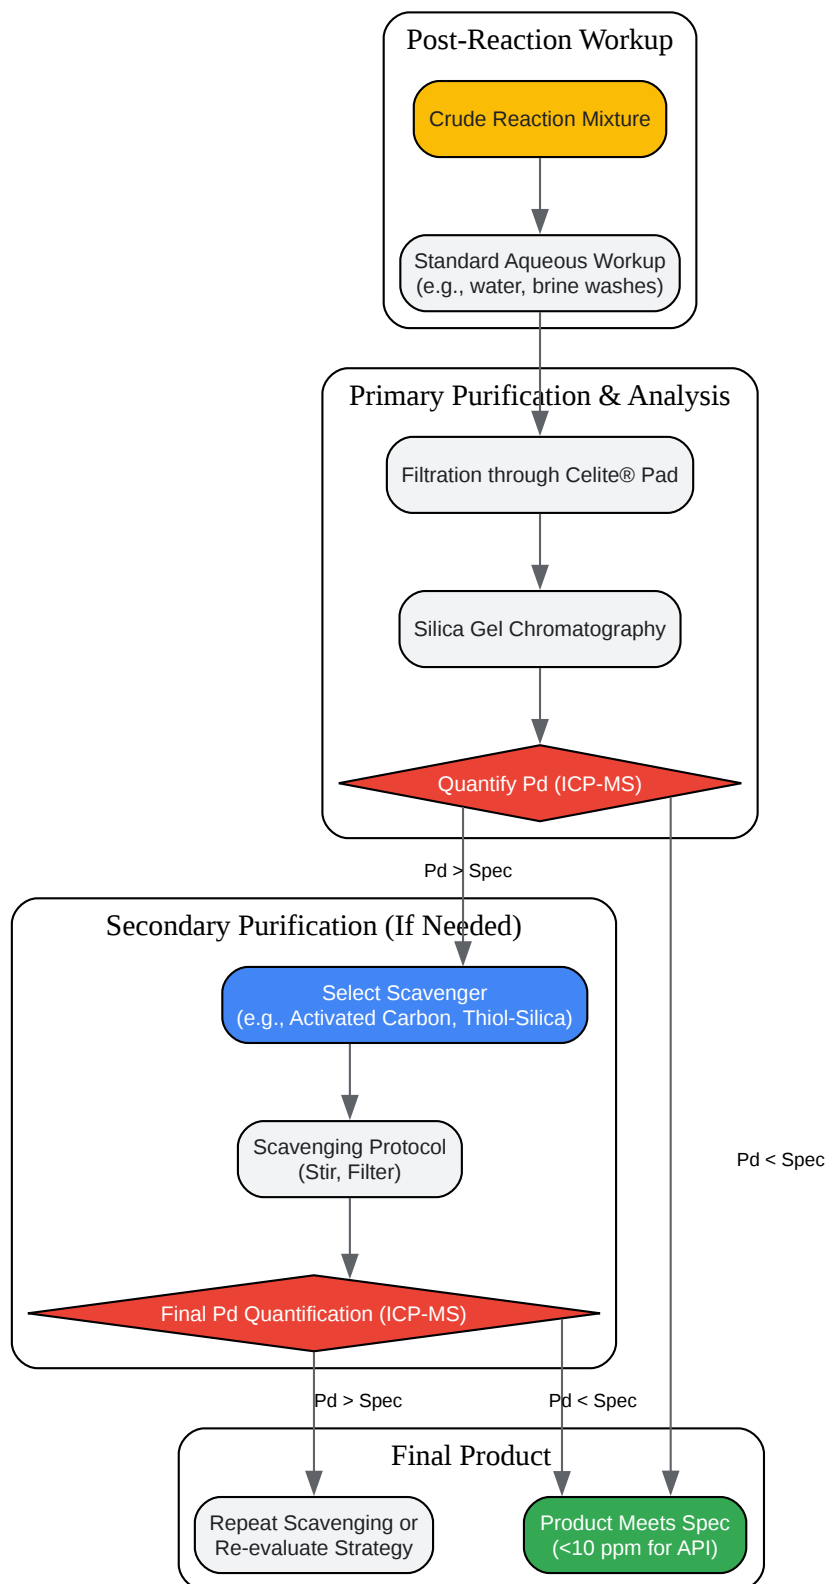 Post-Reaction Workup
Crude Reaction Mixture
Standard Aqueous Workup
(e.g., water, brine washes)
Primary Purification & Analysis
Filtration through Celite® Pad
Silica Gel Chromatography
Quantify Pd (ICP-MS)
Pd > Spec
Secondary Purification (If Needed)
Select Scavenger
(e.g., Activated Carbon, Thiol-Silica)
Scavenging Protocol
(Stir, Filter)
Pd < Spec
Final Pd Quantification (ICP-MS)
Pd > Spec
Pd < Spec
Final Product
Repeat Scavenging or
Re-evaluate Strategy
Product Meets Spec
(<10 ppm for API)